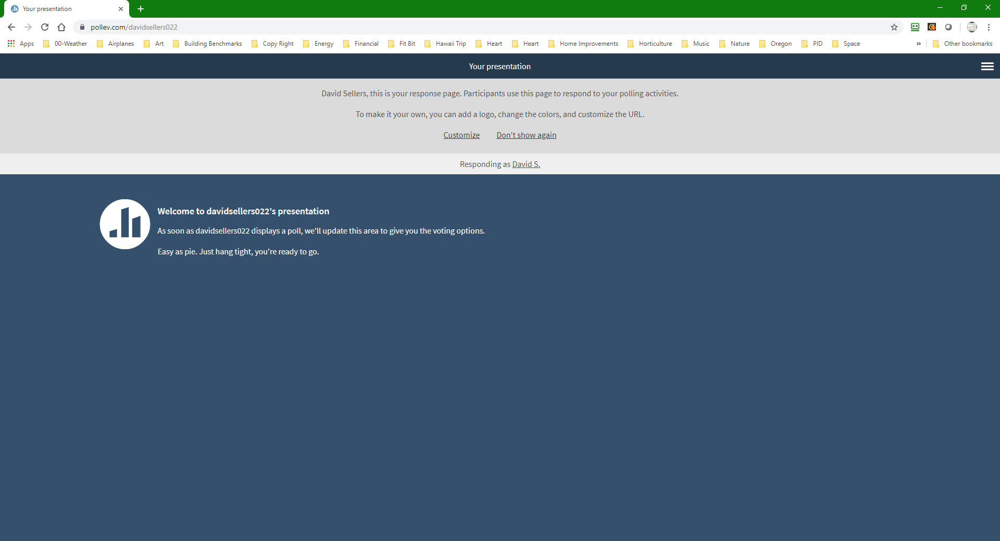 Your presentation
pollev.com/davidsellers022
Apps 00-Weather Airplanes Art Building Benchmarks Copy Right Energy Financial Fit Bit Hawaii Trip Heart Heart Home Improvements Horticulture Music Nature Oregon PID Space » Other bookmarks
Your presentation
David Sellers, this is your response page. Participants use this page to respond to your polling activities.
To make it your own, you can add a logo, change the colors, and customize the URL.
Customize Don't show again
Responding as David S.
Welcome to davidsellers022's presentation
As soon as davidsellers022 displays a poll, we'll update this area to give you the voting options.
Easy as pie. Just hang tight, you're ready to go.